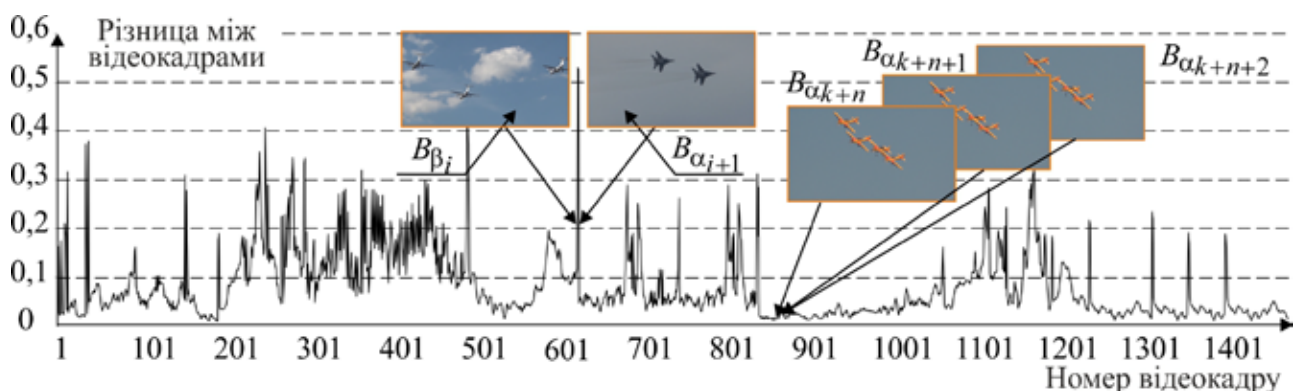 0,6
Різниця між
відеокадрами
0,5
0,4
0,3
0,2
0,1
0
B_{β_i}
B_{α_{i+1}}
B_{α_{k+n}}
B_{α_{k+n+1}}
B_{α_{k+n+2}}
1 101 201 301 401 501 601 701 801 901 1001 1101 1201 1301 1401
Номер відеокадру